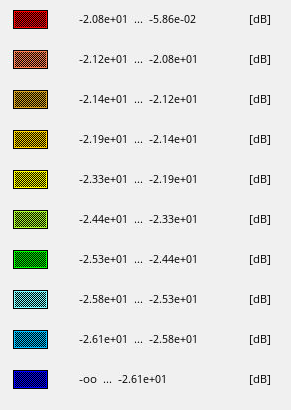 -2.08e+01 ... -5.86e-02 [dB]
-2.12e+01 ... -2.08e+01 [dB]
-2.14e+01 ... -2.12e+01 [dB]
-2.19e+01 ... -2.14e+01 [dB]
-2.33e+01 ... -2.19e+01 [dB]
-2.44e+01 ... -2.33e+01 [dB]
-2.53e+01 ... -2.44e+01 [dB]
-2.58e+01 ... -2.53e+01 [dB]
-2.61e+01 ... -2.58e+01 [dB]
-oo ... -2.61e+01 [dB]